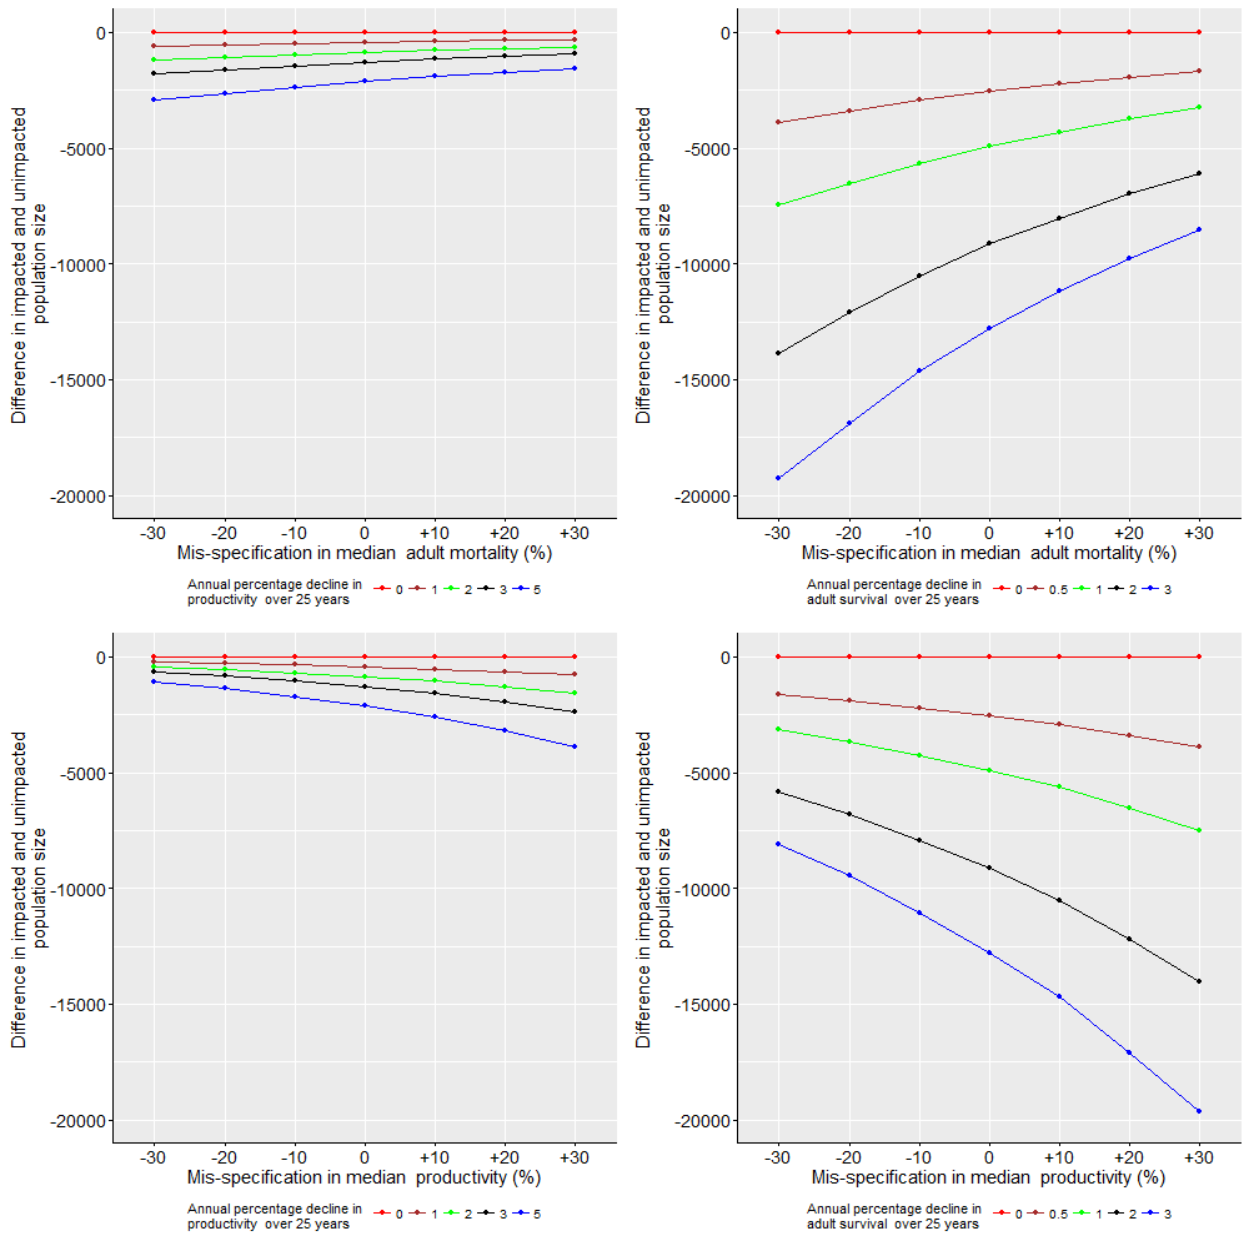 Difference in impacted and unimpacted
population size
0
-5000
-10000
-15000
-20000
-30 -20 -10 0 +10 +20 +30
Mis-specification in median adult mortality (%)
Annual percentage decline in
productivity over 25 years
0 1 2 3 5
Difference in impacted and unimpacted
population size
0
-5000
-10000
-15000
-20000
-30 -20 -10 0 +10 +20 +30
Mis-specification in median adult mortality (%)
Annual percentage decline in
adult survival over 25 years
0 0.5 1 2 3
Difference in impacted and unimpacted
population size
0
-5000
-10000
-15000
-20000
-30 -20 -10 0 +10 +20 +30
Mis-specification in median productivity (%)
Annual percentage decline in
productivity over 25 years
0 1 2 3 5
Difference in impacted and unimpacted
population size
0
-5000
-10000
-15000
-20000
-30 -20 -10 0 +10 +20 +30
Mis-specification in median productivity (%)
Annual percentage decline in
adult survival over 25 years
0 0.5 1 2 3